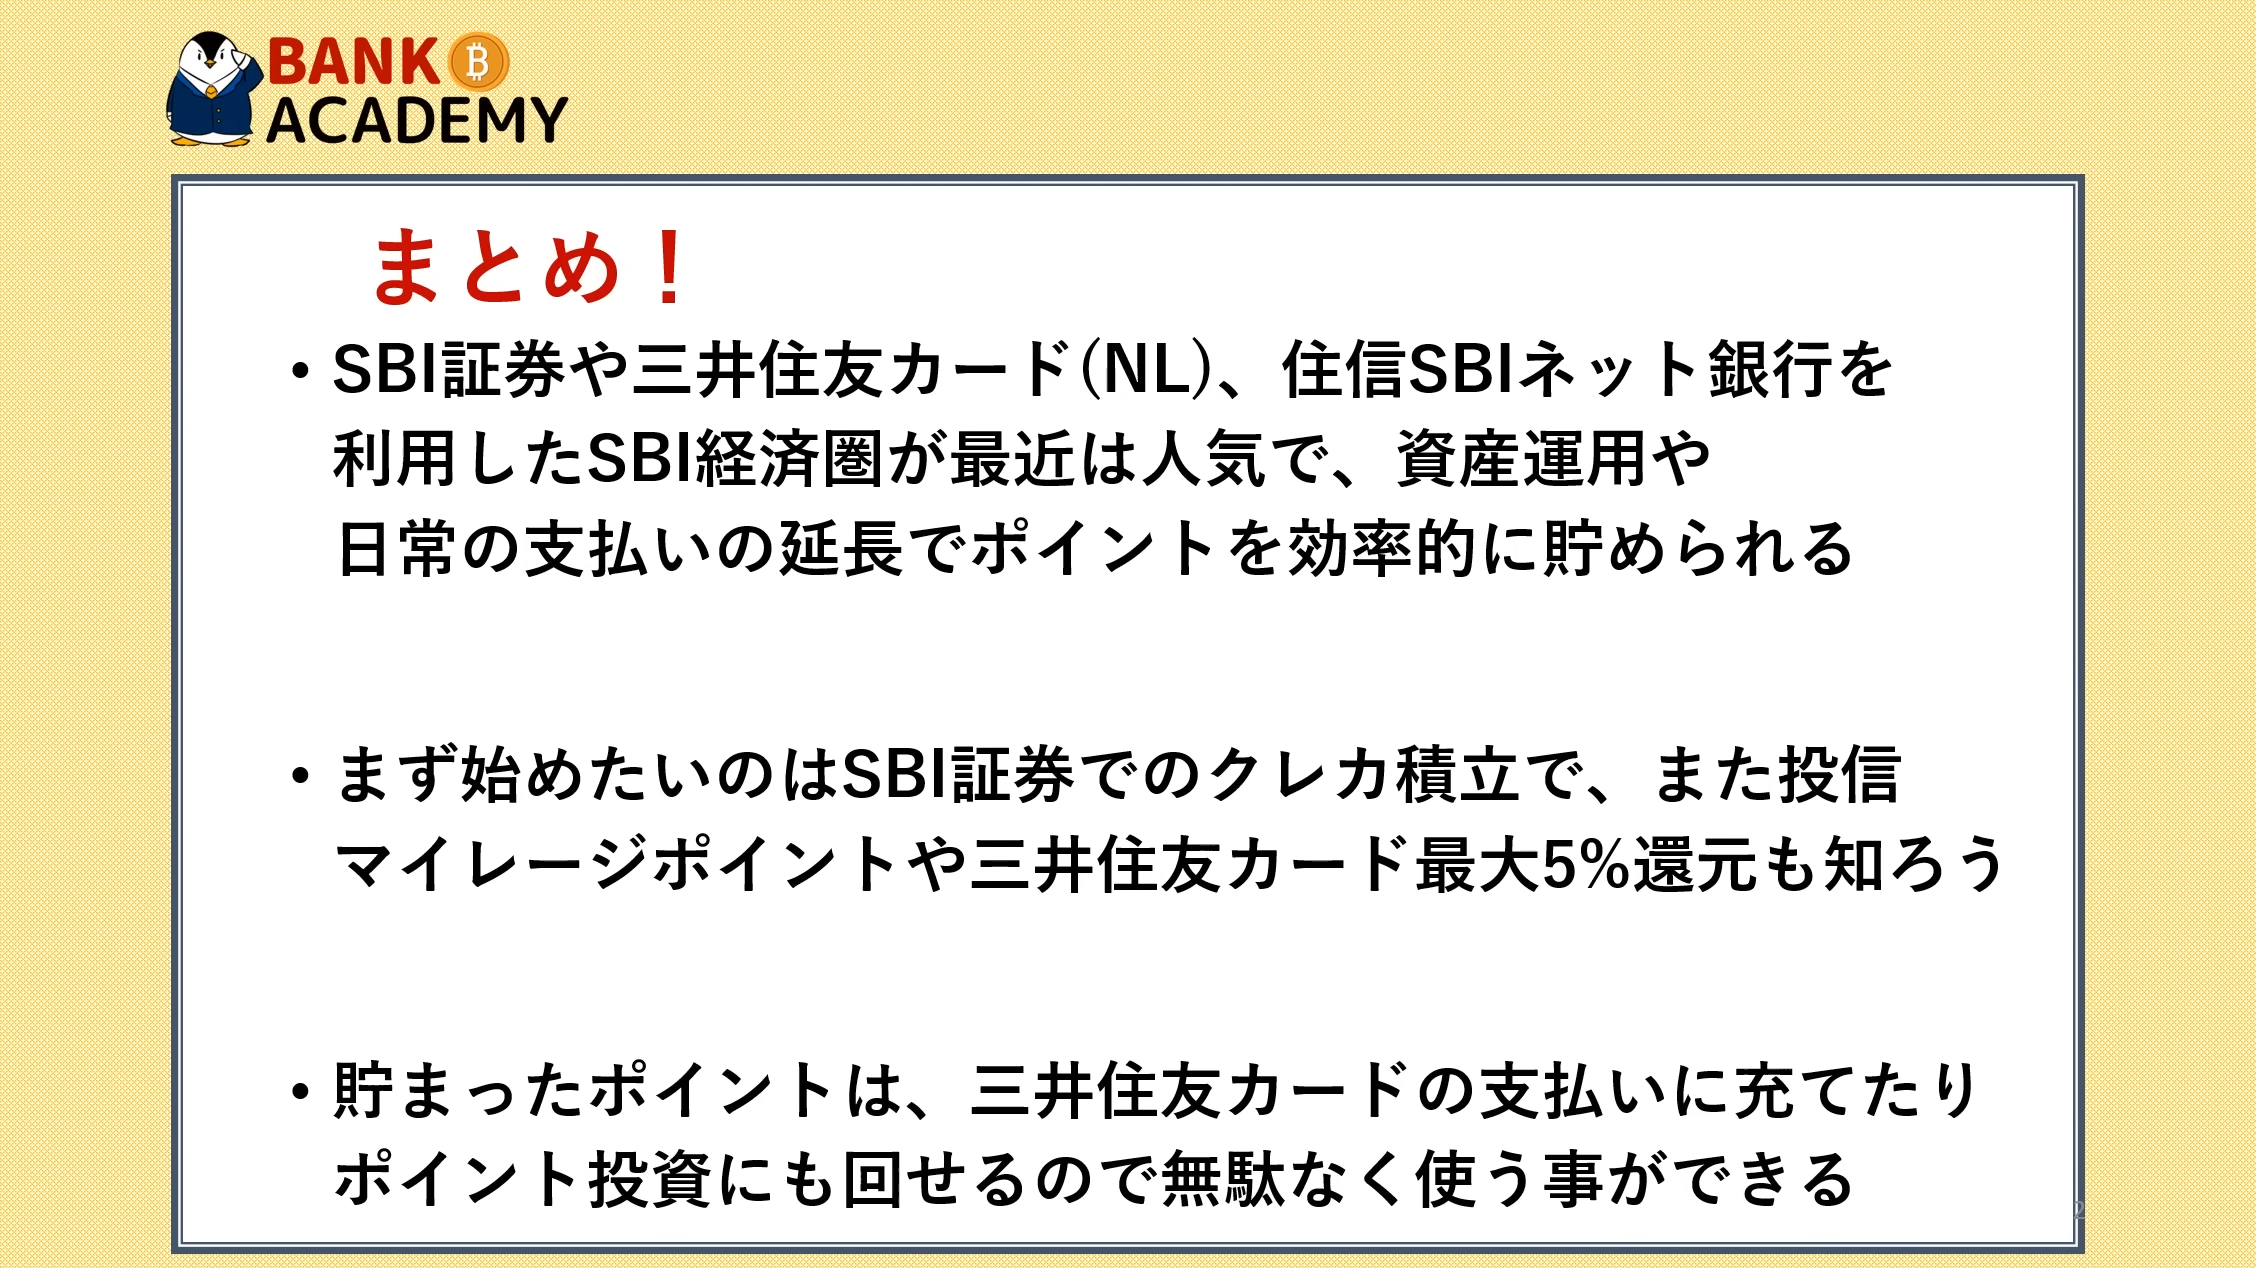 BANK
ACADEMY
まとめ！
・SBI証券や三井住友カード(NL)、住信SBIネット銀行を
利用したSBI経済圏が最近は人気で、資産運用や
日常の支払いの延長でポイントを効率的に貯められる
・まず始めたいのはSBI証券でのクレカ積立で、また投信
マイレージポイントや三井住友カード最大5%還元も知ろう
・貯まったポイントは、三井住友カードの支払いに充てたり
ポイント投資にも回せるので無駄なく使う事ができる
2